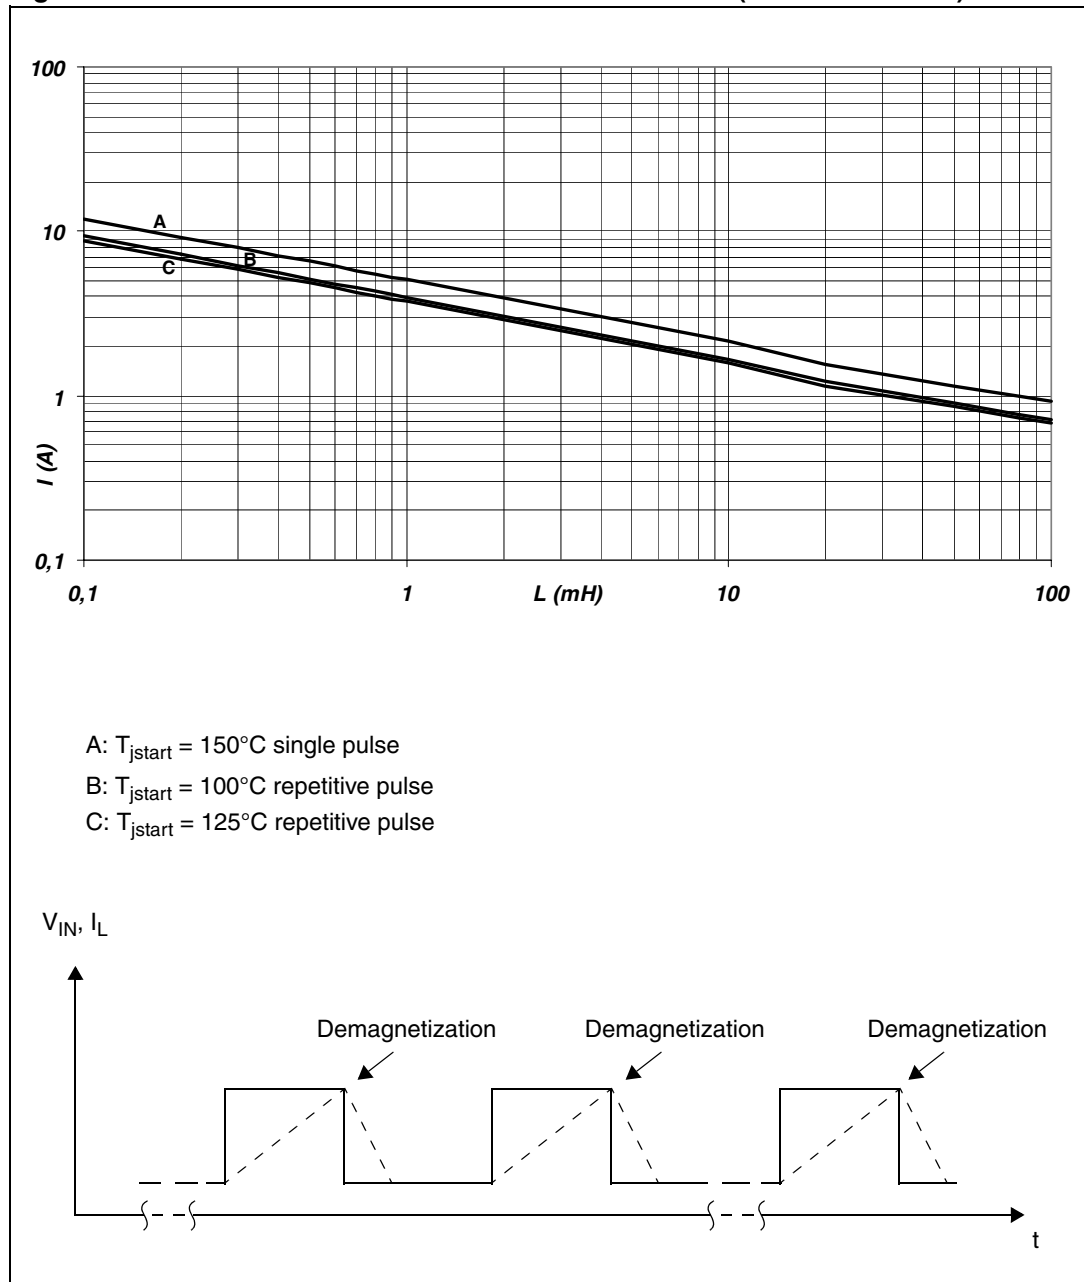 100
10
1
0,1
I (A)
A
B
C
0,1 1 L (mH) 10 100
A: Tjstart = 150°C single pulse
B: Tjstart = 100°C repetitive pulse
C: Tjstart = 125°C repetitive pulse
VIN, IL
Demagnetization Demagnetization Demagnetization
t